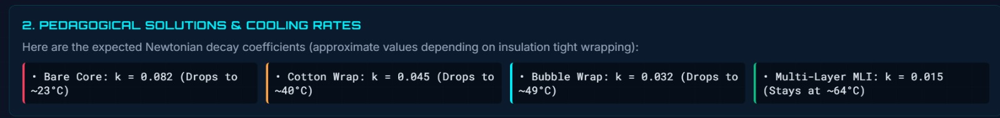 2. PEDAGOGICAL SOLUTIONS & COOLING RATES
Here are the expected Newtonian decay coefficients (approximate values depending on insulation tight wrapping):
• Bare Core: k = 0.082 (Drops to
~23°C)
• Cotton Wrap: k = 0.045 (Drops to
~40°C)
• Bubble Wrap: k = 0.032 (Drops to
~49°C)
• Multi-Layer MLI: k = 0.015
(Stays at ~64°C)